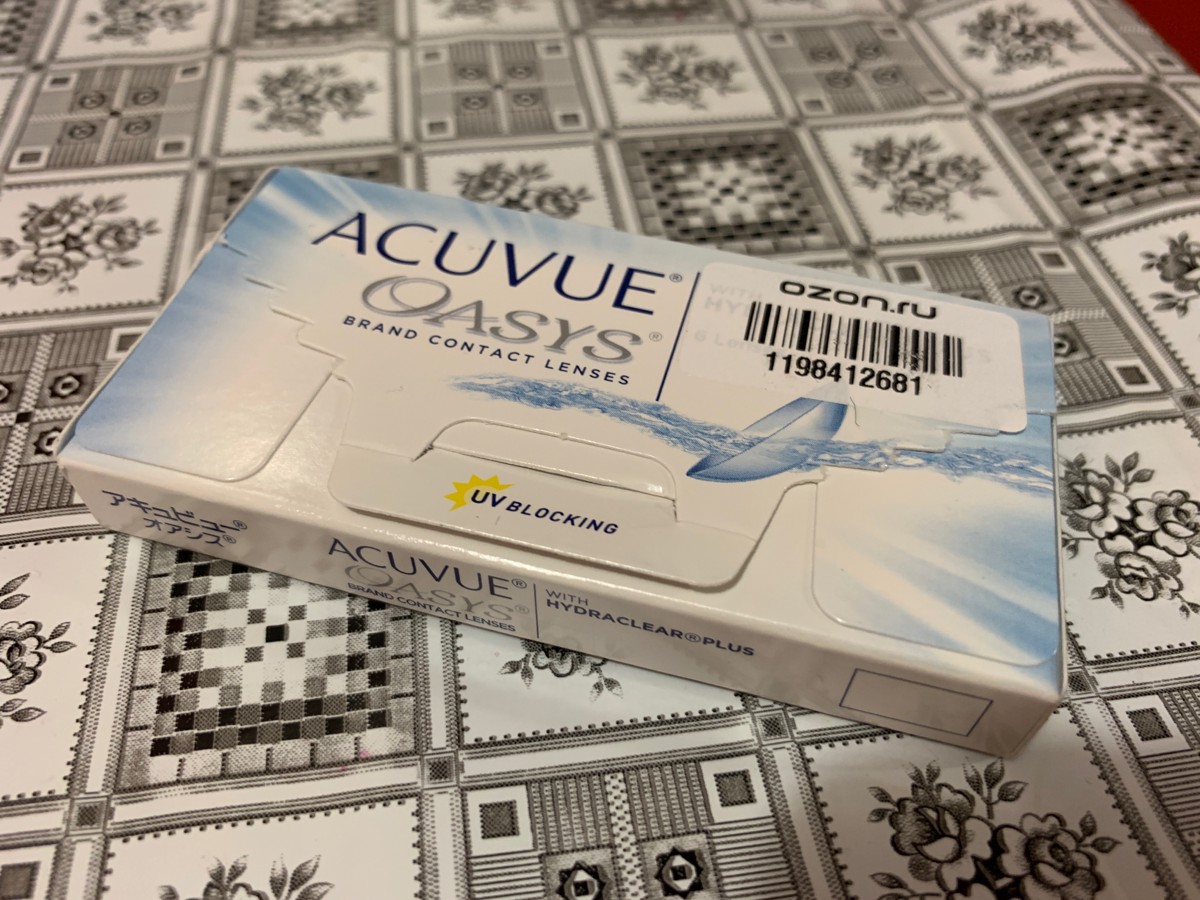 ACUVUE®
OASYS®
BRAND CONTACT LENSES
ozon.ru
1198412681
UV BLOCKING
アキュビュー®
オアシス®
ACUVUE®
OASYS®
BRAND CONTACT LENSES
WITH
HYDRACLEAR®PLUS